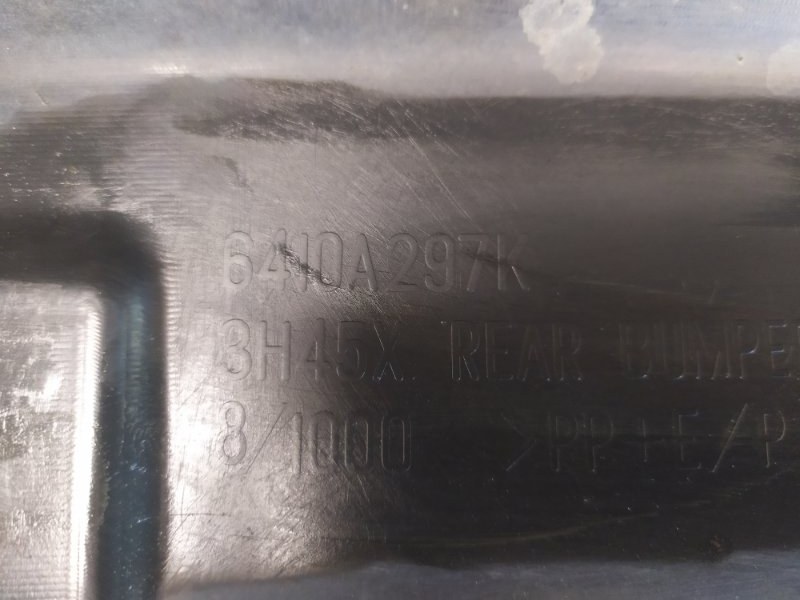 6410A297K
3H45X REAR BUMPE
8/1000 >PP+E/P